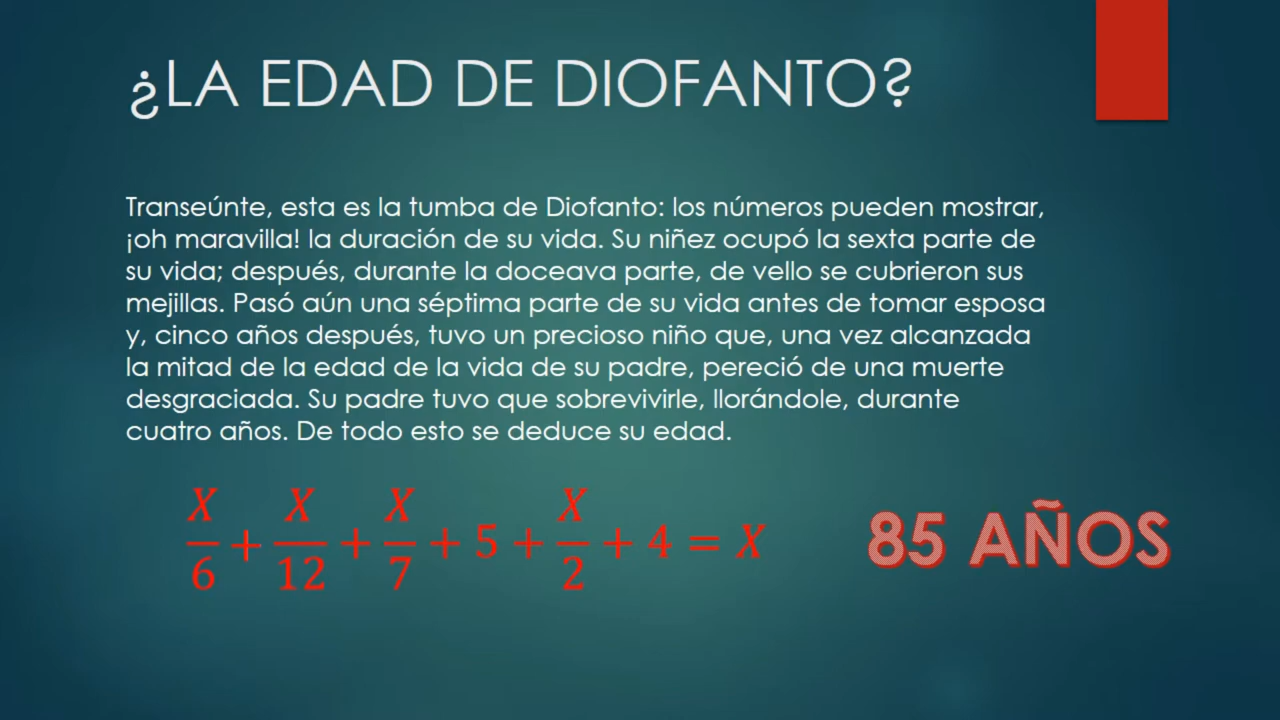 ¿LA EDAD DE DIOFANTO?
Transeúnte, esta es la tumba de Diofanto: los números pueden mostrar,
¡oh maravilla! la duración de su vida. Su niñez ocupó la sexta parte de
su vida; después, durante la doceava parte, de vello se cubrieron sus
mejillas. Pasó aún una séptima parte de su vida antes de tomar esposa
y, cinco años después, tuvo un precioso niño que, una vez alcanzada
la mitad de la edad de la vida de su padre, pereció de una muerte
desgraciada. Su padre tuvo que sobrevivirle, llorándole, durante
cuatro años. De todo esto se deduce su edad.
X/6 + X/12 + X/7 + 5 + X/2 + 4 = X
85 AÑOS